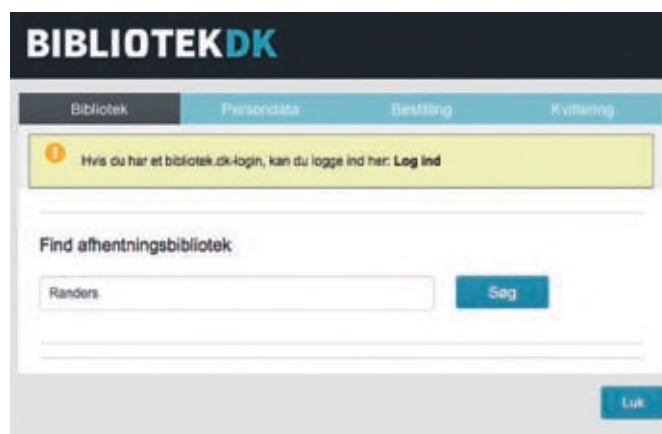 BIBLIOTEKDK
Bibliotek Persondata Bestilling Kvittering
Hvis du har et bibliotek.dk-login, kan du logge ind her: Log ind
Find afhentningsbibliotek
Randers Søg
Luk